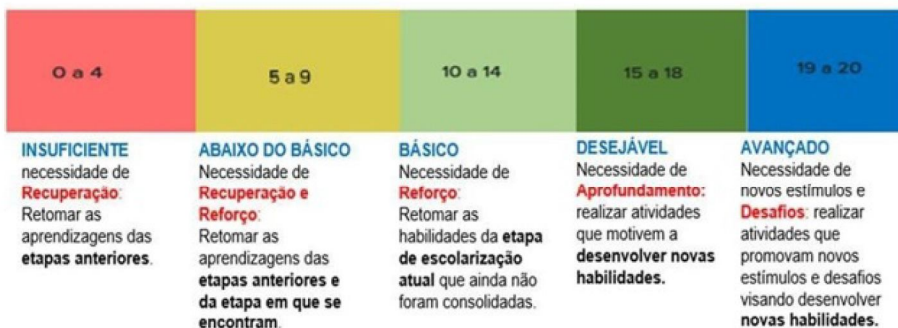 0 a 4
5 a 9
10 a 14
15 a 18
19 a 20
INSUFICIENTE
necessidade de
Recuperação:
Retomar as
aprendizagens das
etapas anteriores.
ABAIXO DO BÁSICO
Necessidade de
Recuperação e
Reforço:
Retomar as
aprendizagens das
etapas anteriores e
da etapa em que se
encontram.
BÁSICO
Necessidade de
Reforço:
Retomar as
habilidades da etapa
de escolarização
atual que ainda não
foram consolidadas.
DESEJÁVEL
Necessidade de
Aprofundamento:
realizar atividades
que motivem a
desenvolver novas
habilidades.
AVANÇADO
Necessidade de
novos estímulos e
Desafios: realizar
atividades que
promovam novos
estímulos e desafios
visando desenvolver
novas habilidades.